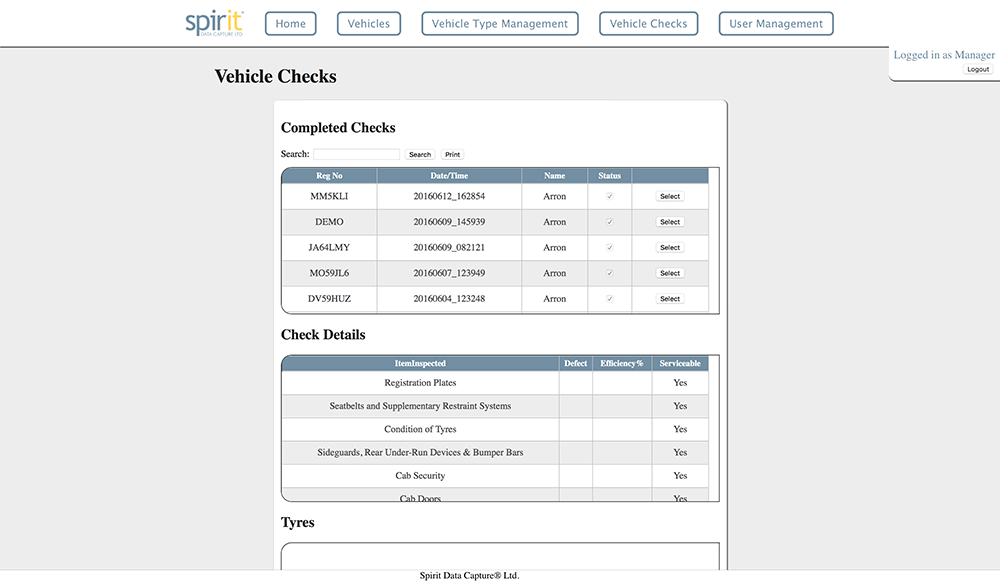 spirit
DATA CAPTURE LTD
Home Vehicles Vehicle Type Management Vehicle Checks User Management
Logged in as Manager
Logout
Vehicle Checks
Completed Checks
Search: Search Print
Reg No Date/Time Name Status
MM5KLI 20160612_162854 Arron Select
DEMO 20160609_145939 Arron Select
JA64LMY 20160609_082121 Arron Select
MO59JL6 20160607_123949 Arron Select
DV59HUZ 20160604_123248 Arron Select
Check Details
ItemInspected Defect Efficiency% Serviceable
Registration Plates Yes
Seatbelts and Supplementary Restraint Systems Yes
Condition of Tyres Yes
Sideguards, Rear Under-Run Devices & Bumper Bars Yes
Cab Security Yes
Cab Doors Yes
Tyres
Spirit Data Capture® Ltd.